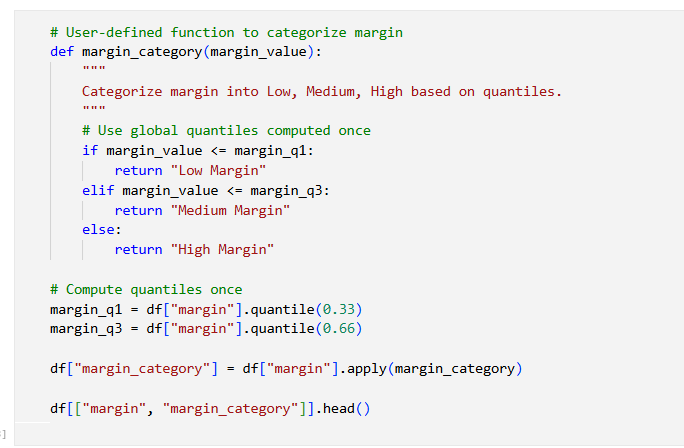 # User-defined function to categorize margin
def margin_category(margin_value):
    """
    Categorize margin into Low, Medium, High based on quantiles.
    """
    # Use global quantiles computed once
    if margin_value <= margin_q1:
        return "Low Margin"
    elif margin_value <= margin_q3:
        return "Medium Margin"
    else:
        return "High Margin"
# Compute quantiles once
margin_q1 = df["margin"].quantile(0.33)
margin_q3 = df["margin"].quantile(0.66)
df["margin_category"] = df["margin"].apply(margin_category)
df[["margin", "margin_category"]].head()